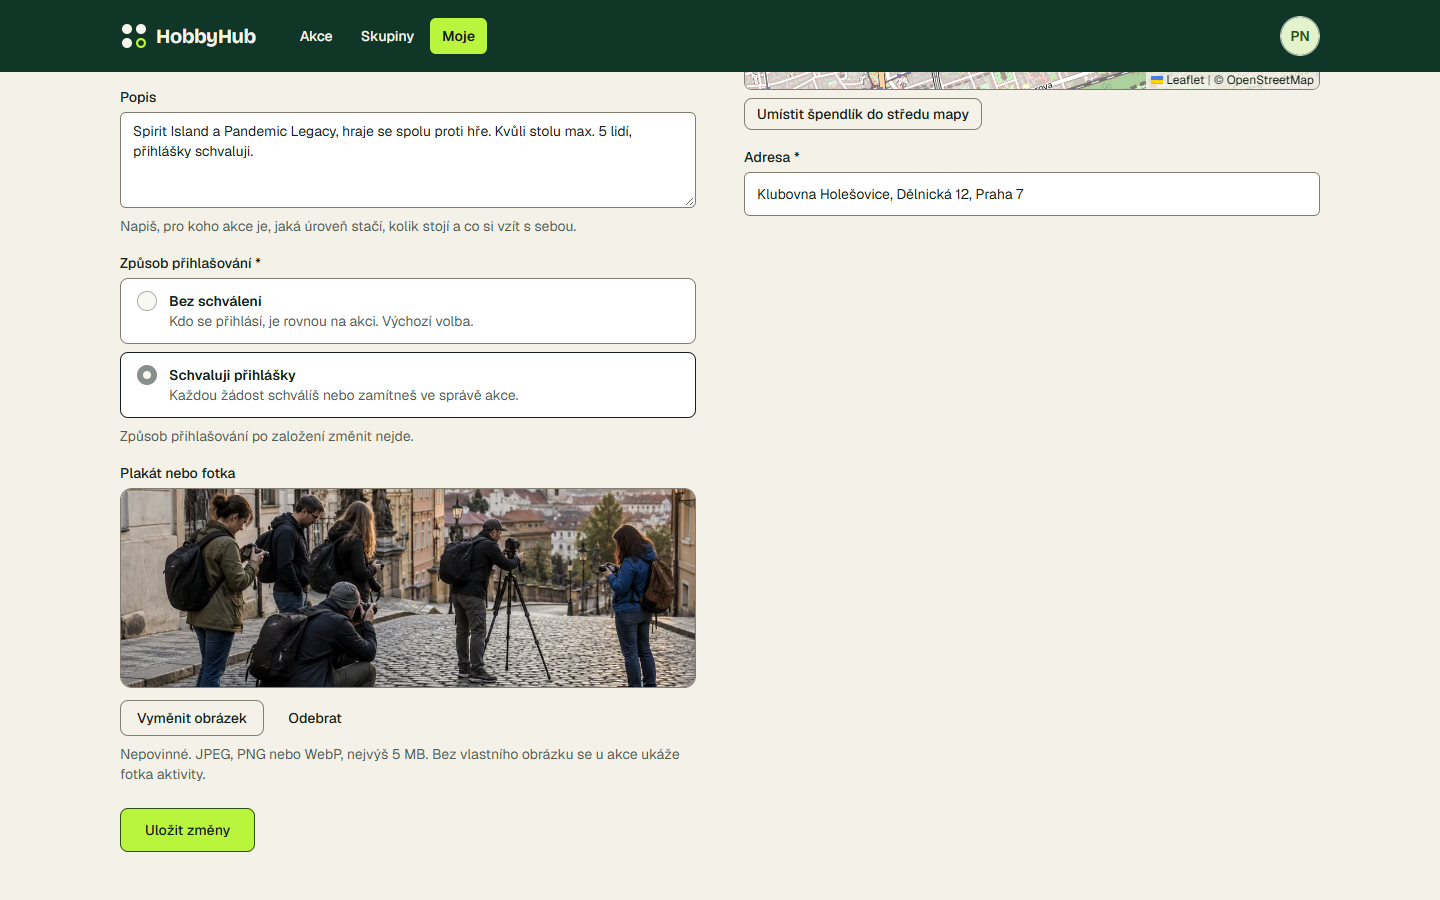 HobbyHub
Akce
Skupiny
Moje
PN
Popis
Spirit Island a Pandemic Legacy, hraje se spolu proti hře. Kvůli stolu max. 5 lidí,
přihlášky schvaluji.
Napiš, pro koho akce je, jaká úroveň stačí, kolik stojí a co si vzít s sebou.
Způsob přihlašování *
Bez schválení
Kdo se přihlásí, je rovnou na akci. Výchozí volba.
Schvaluji přihlášky
Každou žádost schválíš nebo zamítneš ve správě akce.
Způsob přihlašování po založení změnit nejde.
Plakát nebo fotka
Vyměnit obrázek
Odebrat
Nepovinné. JPEG, PNG nebo WebP, nejvýš 5 MB. Bez vlastního obrázku se u akce ukáže
fotka aktivity.
Uložit změny
Leaflet | © OpenStreetMap
Umístit špendlík do středu mapy
Adresa *
Klubovna Holešovice, Dělnická 12, Praha 7